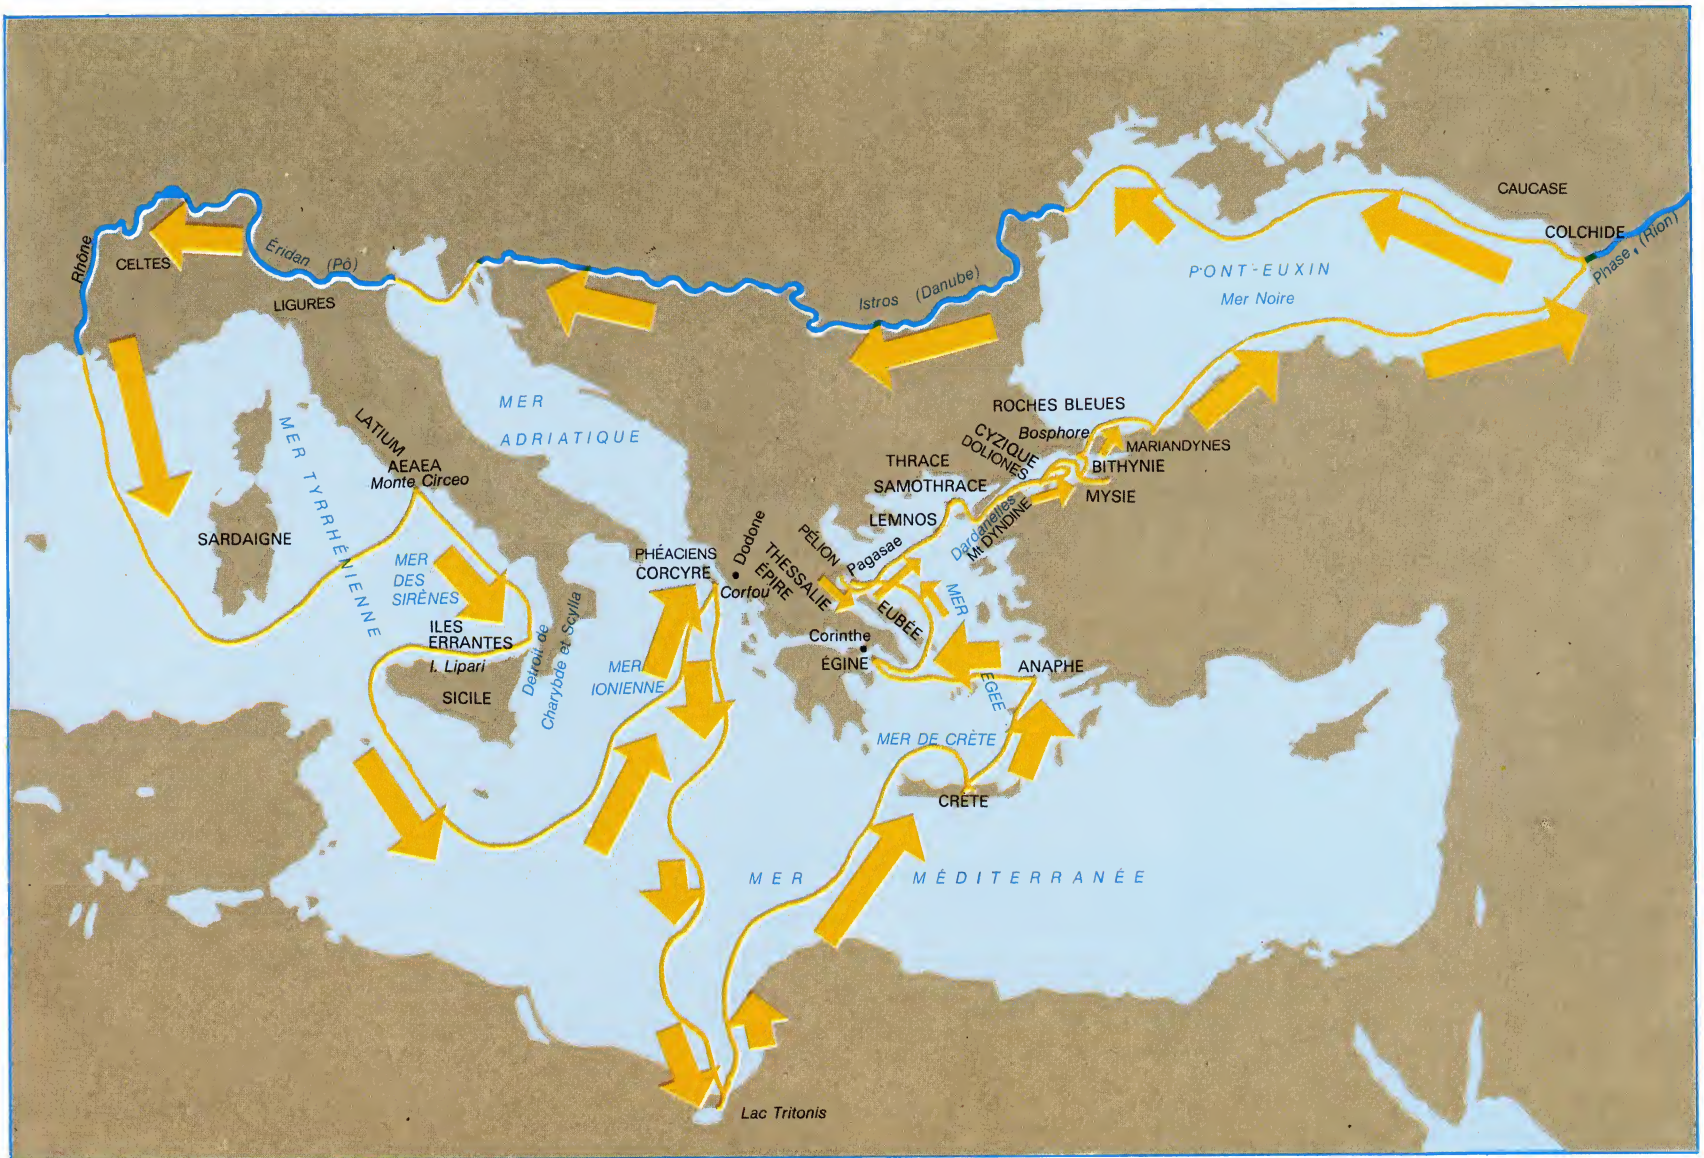 CAUCASE
COLCHIDE
Phase, (Rion)
PONT-EUXIN
Mer Noire
Rhône
CELTES
Éridan (Pô)
LIGURES
Istros (Danube)
MER
ADRIATIQUE
ROCHES BLEUES
Bosphore
CYZIQUE
DOLIONES
MARIANDYNES
BITHYNIE
MYSIE
THRACE
SAMOTHRACE
LEMNOS
Dardanelles
Mt DYNDINE
LATIUM
AEAEA
Monte Circeo
MER TYRRHÉNIENNE
SARDAIGNE
MER
DES
SIRÈNES
ILES
ERRANTES
I. Lipari
SICILE
Detroit de
Charybde et Scylla
PHÉACIENS
CORCYRE
Corfou
Dodone
PÉLION
Pagasae
THESSALIE
ÉPIRE
EUBÉE
Corinthe
ÉGINE
MER
EGEE
ANAPHE
MER
IONIENNE
MER DE CRÈTE
CRÈTE
MER MÉDITERRANÉE
Lac Tritonis